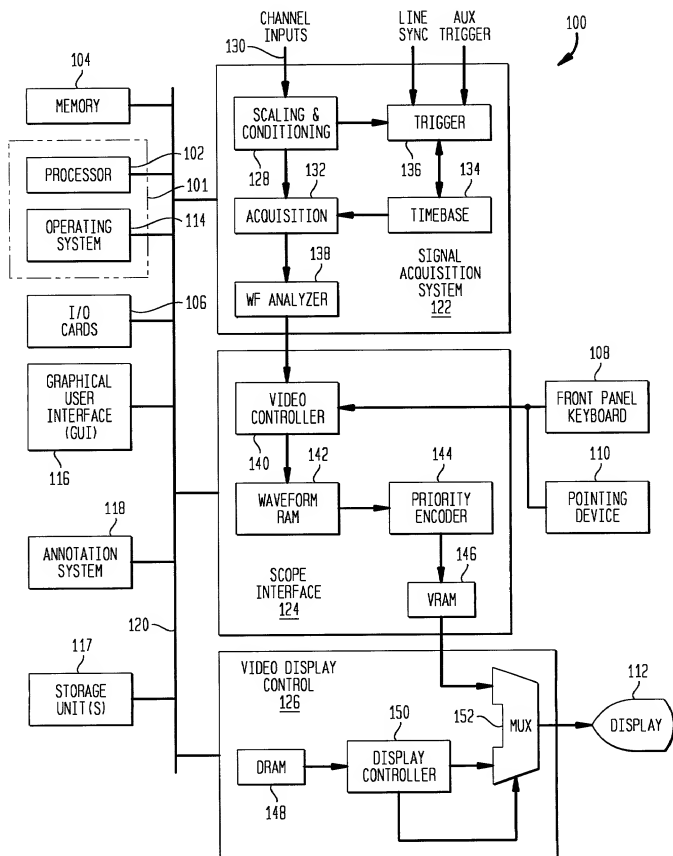 CHANNEL
INPUTS
130
LINE
SYNC
AUX
TRIGGER
100
104
MEMORY
102
PROCESSOR
101
114
OPERATING
SYSTEM
106
I/O
CARDS
GRAPHICAL
USER
INTERFACE
(GUI)
116
118
ANNOTATION
SYSTEM
120
117
STORAGE
UNIT(S)
SCALING &
CONDITIONING
128
TRIGGER
136
132
ACQUISITION
134
TIMEBASE
138
WF ANALYZER
SIGNAL
ACQUISITION
SYSTEM
122
VIDEO
CONTROLLER
140
142
WAVEFORM
RAM
144
PRIORITY
ENCODER
146
VRAM
SCOPE
INTERFACE
124
108
FRONT PANEL
KEYBOARD
110
POINTING
DEVICE
VIDEO DISPLAY
CONTROL
126
150
DISPLAY
CONTROLLER
DRAM
148
152
MUX
112
DISPLAY